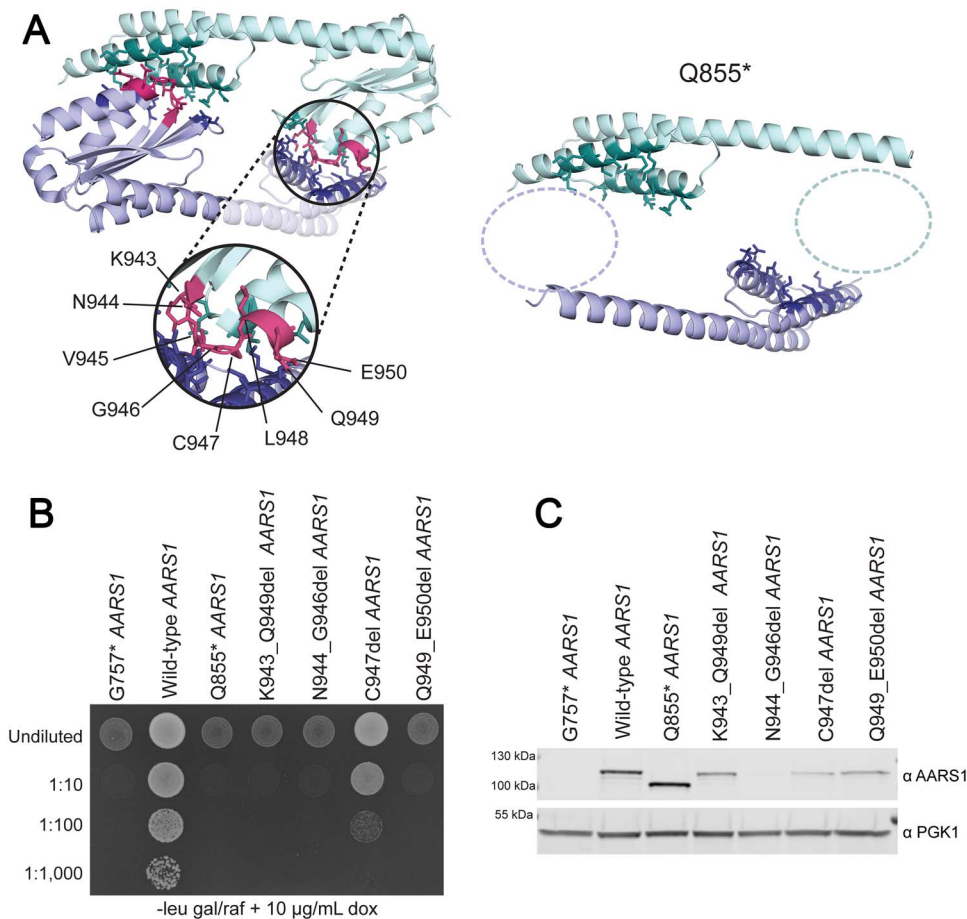 A
Q855*
K943
N944
V945
G946
C947
L948
Q949
E950
B
G757* AARS1
Wild-type AARS1
Q855* AARS1
K943_Q949del AARS1
N944_G946del AARS1
C947del AARS1
Q949_E950del AARS1
Undiluted
1:10
1:100
1:1,000
-leu gal/raf + 10 µg/mL dox
C
G757* AARS1
Wild-type AARS1
Q855* AARS1
K943_Q949del AARS1
N944_G946del AARS1
C947del AARS1
Q949_E950del AARS1
130 kDa
100 kDa
α AARS1
55 kDa
α PGK1